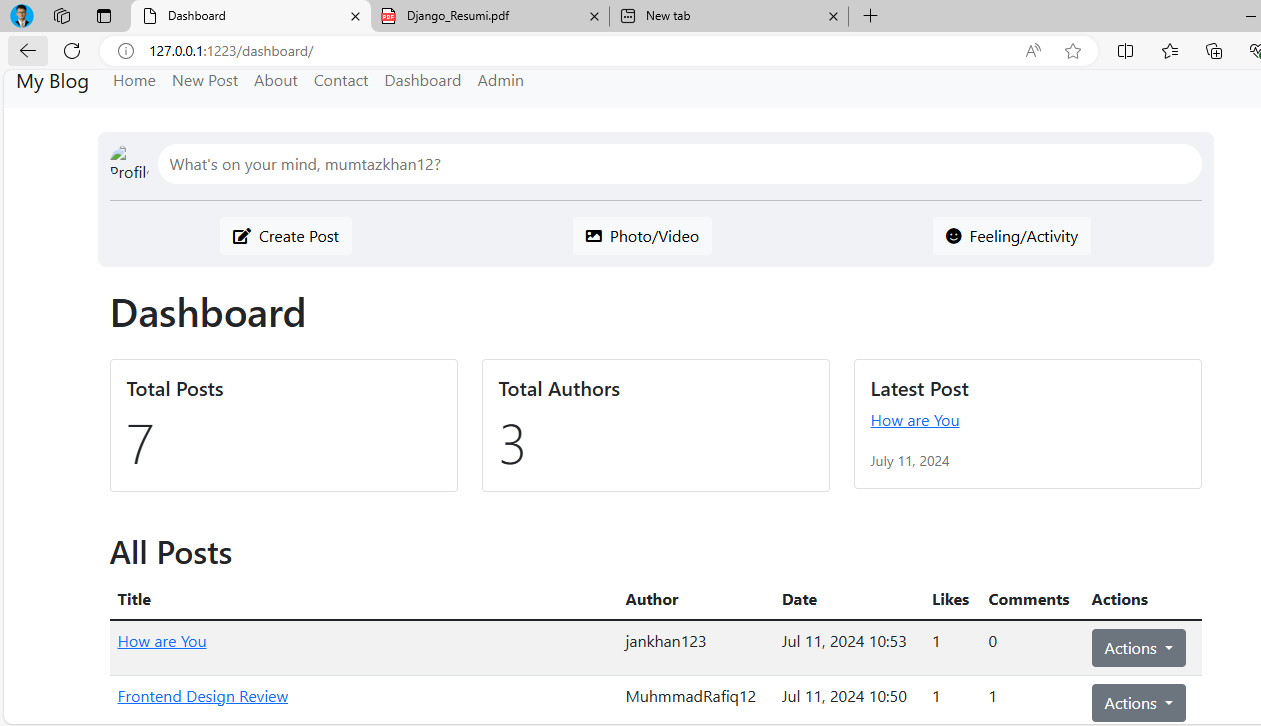 Dashboard
Django_Resumi.pdf
New tab
127.0.0.1:1223/dashboard/
My Blog Home New Post About Contact Dashboard Admin
What's on your mind, mumtazkhan12?
Create Post Photo/Video Feeling/Activity
Dashboard
Total Posts
7
Total Authors
3
Latest Post
How are You
July 11, 2024
All Posts
Title Author Date Likes Comments Actions
How are You jankhan123 Jul 11, 2024 10:53 1 0 Actions
Frontend Design Review MuhmmadRafiq12 Jul 11, 2024 10:50 1 1 Actions